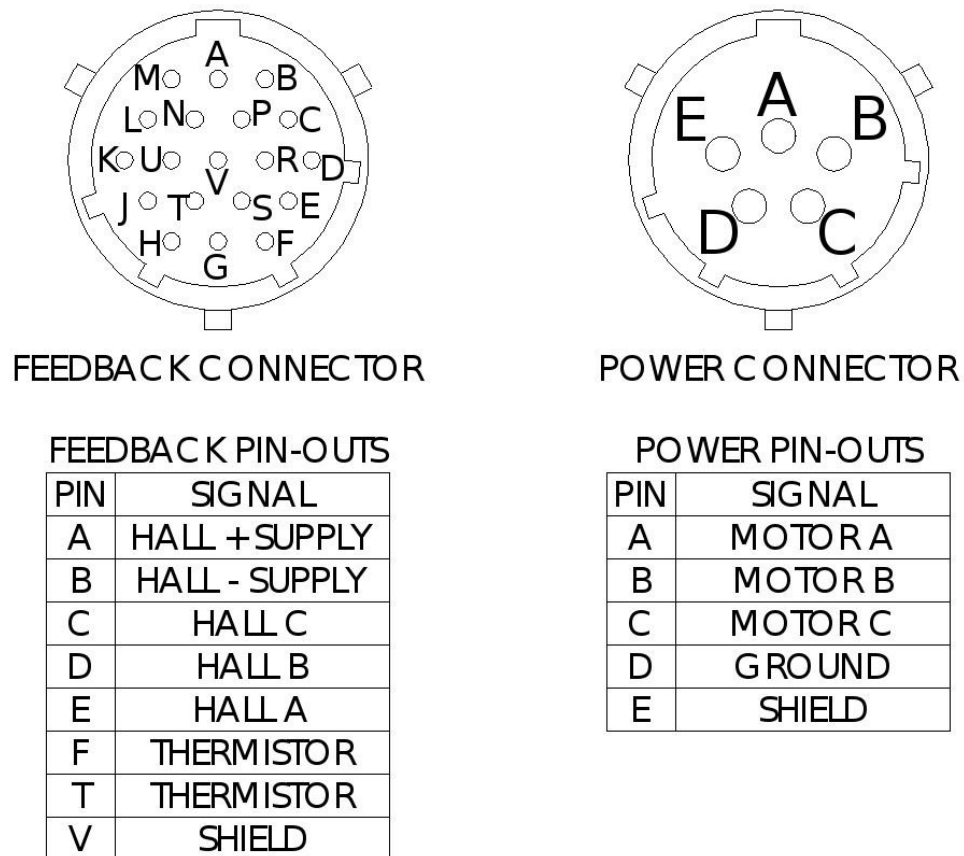 A
M B
L N P C
K U R D
V
J T S E
H F
G
FEEDBACK CONNECTOR
A
E B
D C
POWER CONNECTOR
FEEDBACK PIN-OUTS
PIN SIGNAL
A HALL + SUPPLY
B HALL - SUPPLY
C HALL C
D HALL B
E HALL A
F THERMISTOR
T THERMISTOR
V SHIELD
POWER PIN-OUTS
PIN SIGNAL
A MOTOR A
B MOTOR B
C MOTOR C
D GROUND
E SHIELD